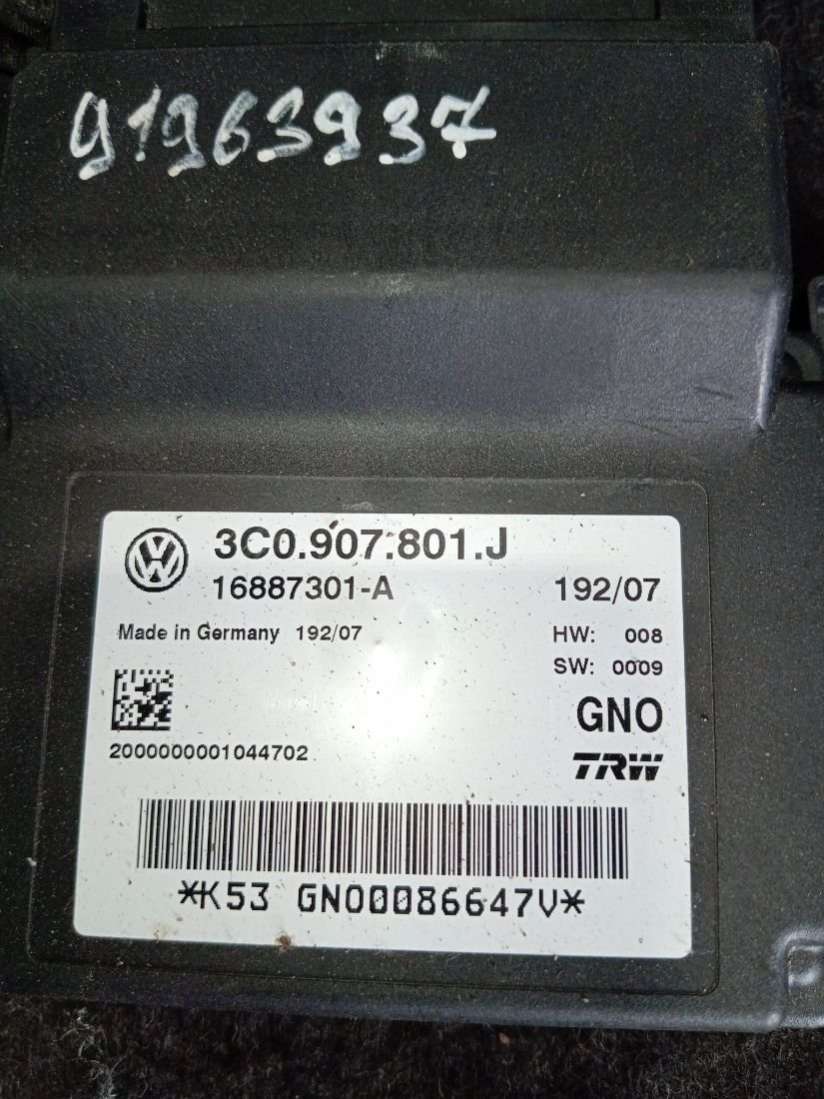 91963937
3C0.907.801.J
16887301-A 192/07
Made in Germany 192/07 HW: 008
SW: 0009
GNO
2000000001044702 TRW
*K53 GNO0086647V*